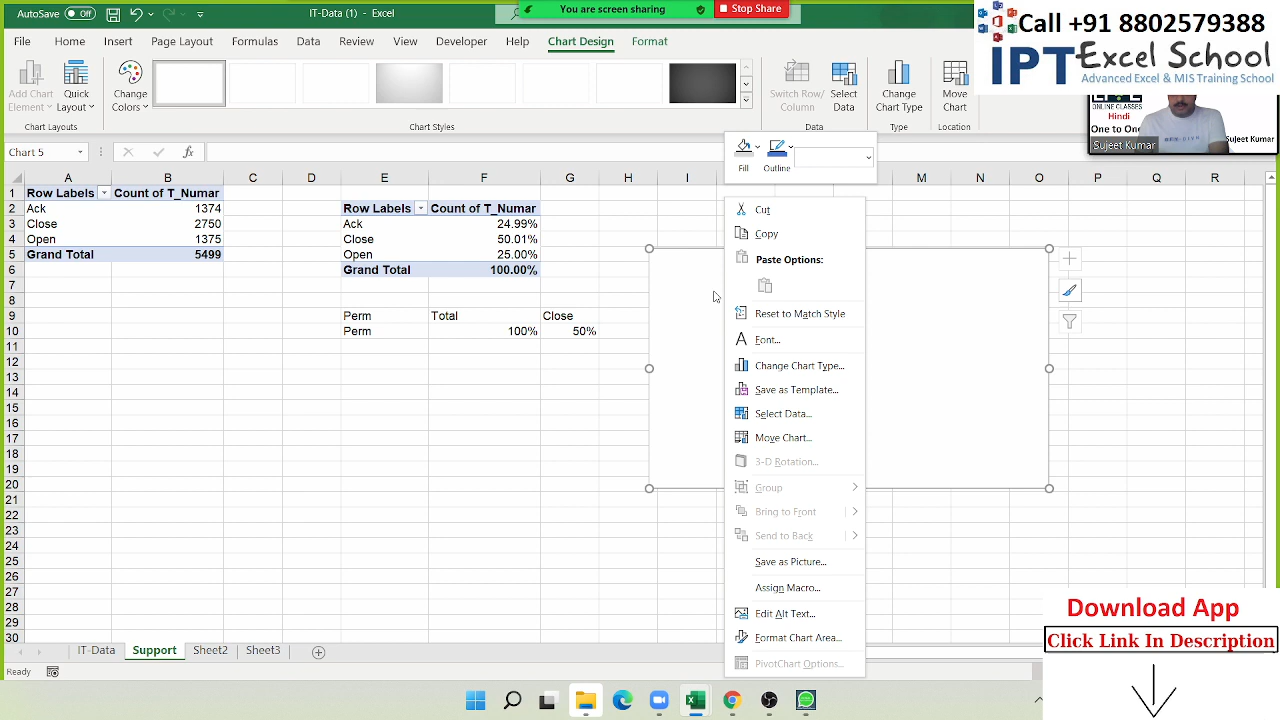 AutoSave Off
IT-Data (1) - Excel
You are screen sharing
Stop Share
Call +91 8802579388
IPT Excel School
Advanced Excel & MIS Training School
File Home Insert Page Layout Formulas Data Review View Developer Help Chart Design Format
Add Chart Element
Quick Layout
Change Colors
Switch Row/Column
Select Data
Change Chart Type
Move Chart
Chart Layouts
Chart Styles
Data
Type
Location
ONLINE CLASSES
Hindi
One to One
Sujeet Kumar
Chart 5
fx
Fill
Outline
A B C D E F G H I M N O P Q R
1 Row Labels Count of T_Numar
2 Ack 1374 Row Labels Count of T_Numar
3 Close 2750 Ack 24.99%
4 Open 1375 Close 50.01%
5 Grand Total 5499 Open 25.00%
6 Grand Total 100.00%
7
8
9 Perm Total Close
10 Perm 100% 50%
11
12
13
14
15
16
17
18
19
20
21
22
23
24
25
26
27
28
29
30
Cut
Copy
Paste Options:
Reset to Match Style
Font...
Change Chart Type...
Save as Template...
Select Data...
Move Chart...
3-D Rotation...
Group
Bring to Front
Send to Back
Save as Picture...
Assign Macro...
Edit Alt Text...
Format Chart Area...
PivotChart Options...
Download App
Click Link In Description
IT-Data Support Sheet2 Sheet3
Ready